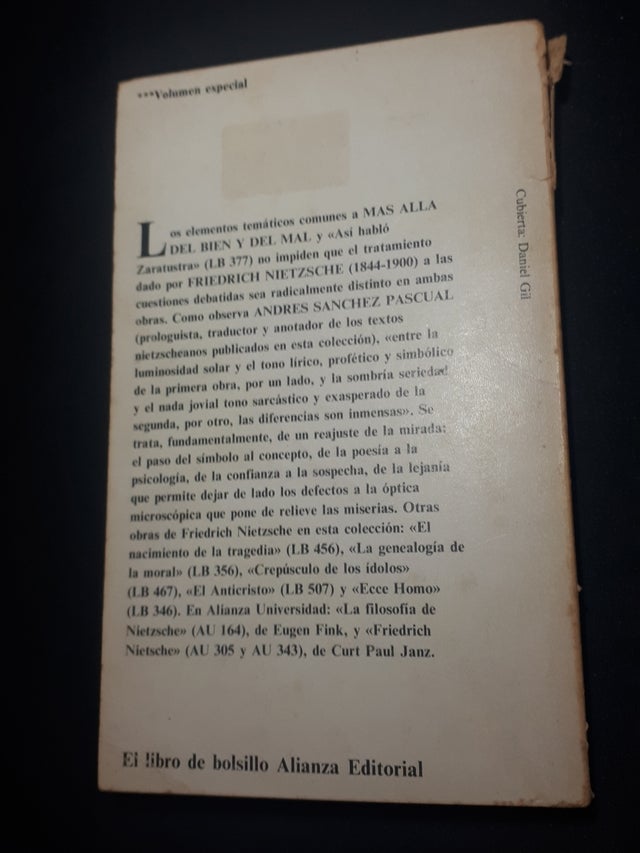 ***Volumen especial
Los elementos temáticos comunes a MAS ALLA
DEL BIEN Y DEL MAL y «Así habló
Zaratustra» (LB 377) no impiden que el tratamiento
dado por FRIEDRICH NIETZSCHE (1844-1900) a las
cuestiones debatidas sea radicalmente distinto en ambas
obras. Como observa ANDRES SANCHEZ PASCUAL
(prologuista, traductor y anotador de los textos
nietzscheanos publicados en esta colección), «entre la
luminosidad solar y el tono lírico, profético y simbólico
de la primera obra, por un lado, y la sombría seriedad
y el nada jovial tono sarcástico y exasperado de la
segunda, por otro, las diferencias son inmensas». Se
trata, fundamentalmente, de un reajuste de la mirada:
el paso del símbolo al concepto, de la poesía a la
psicología, de la confianza a la sospecha, de la lejanía
que permite dejar de lado los defectos a la óptica
microscópica que pone de relieve las miserias. Otras
obras de Friedrich Nietzsche en esta colección: «El
nacimiento de la tragedia» (LB 456), «La genealogía de
la moral» (LB 356), «Crepúsculo de los ídolos»
(LB 467), «El Anticristo» (LB 507) y «Ecce Homo»
(LB 346). En Alianza Universidad: «La filosofía de
Nietzsche» (AU 164), de Eugen Fink, y «Friedrich
Nietsche» (AU 305 y AU 343), de Curt Paul Janz.
El libro de bolsillo Alianza Editorial
Cubierta: Daniel Gil